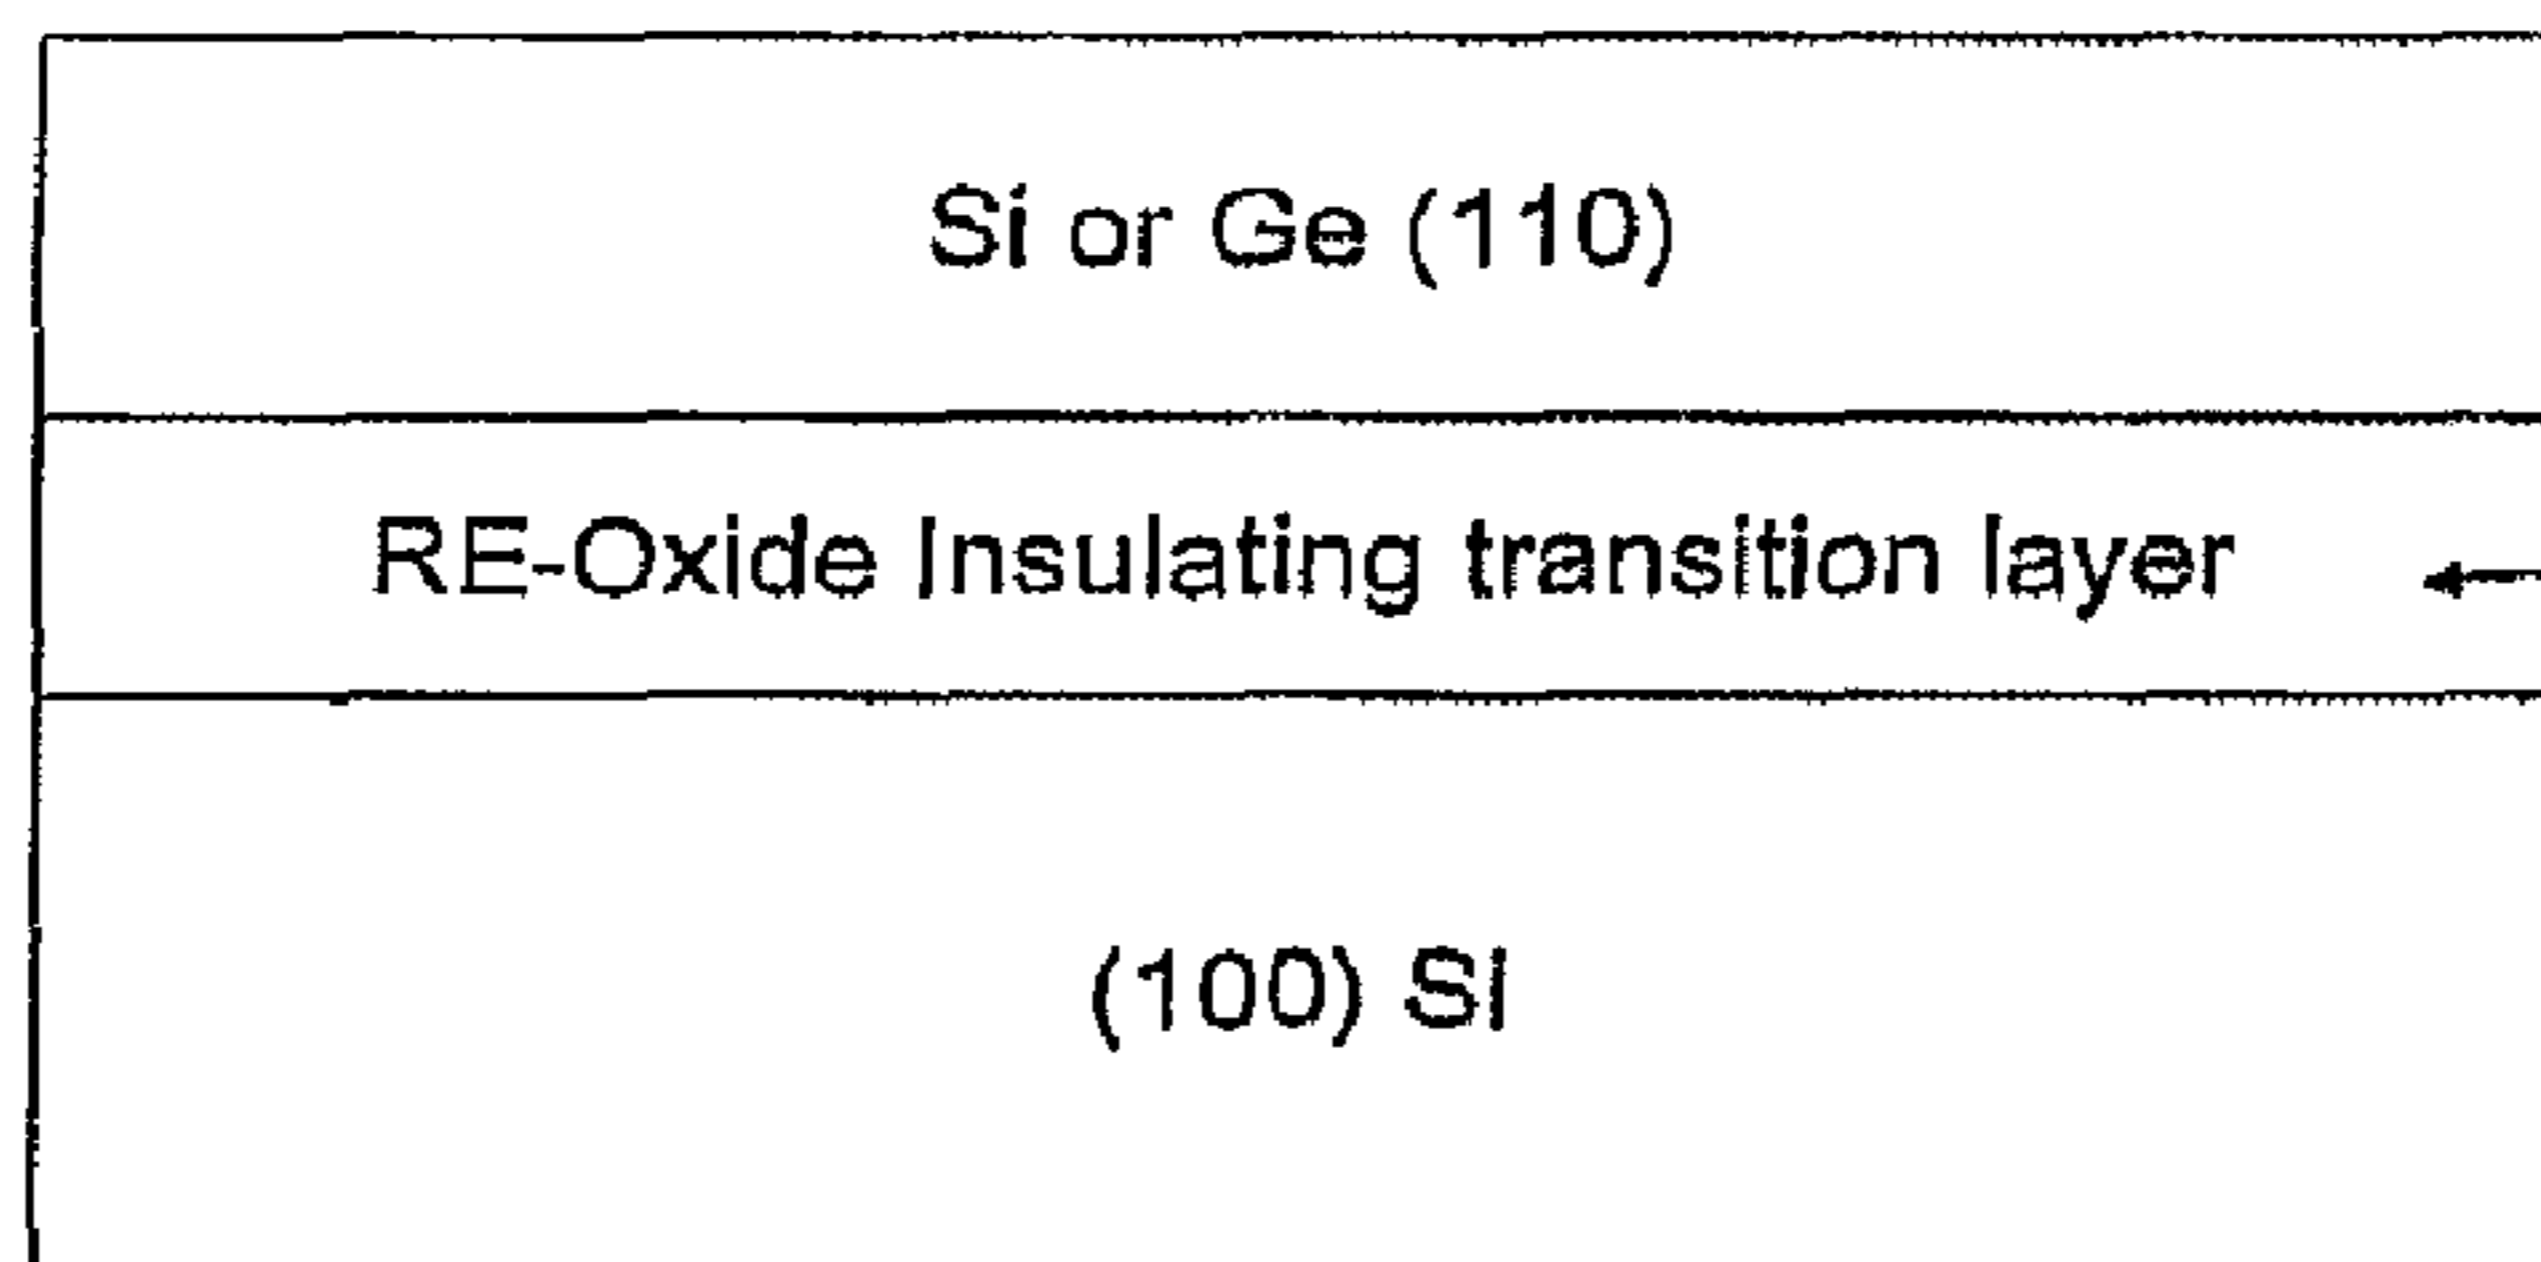 Si or Ge (110)
RE-Oxide Insulating transition layer
(100) SI